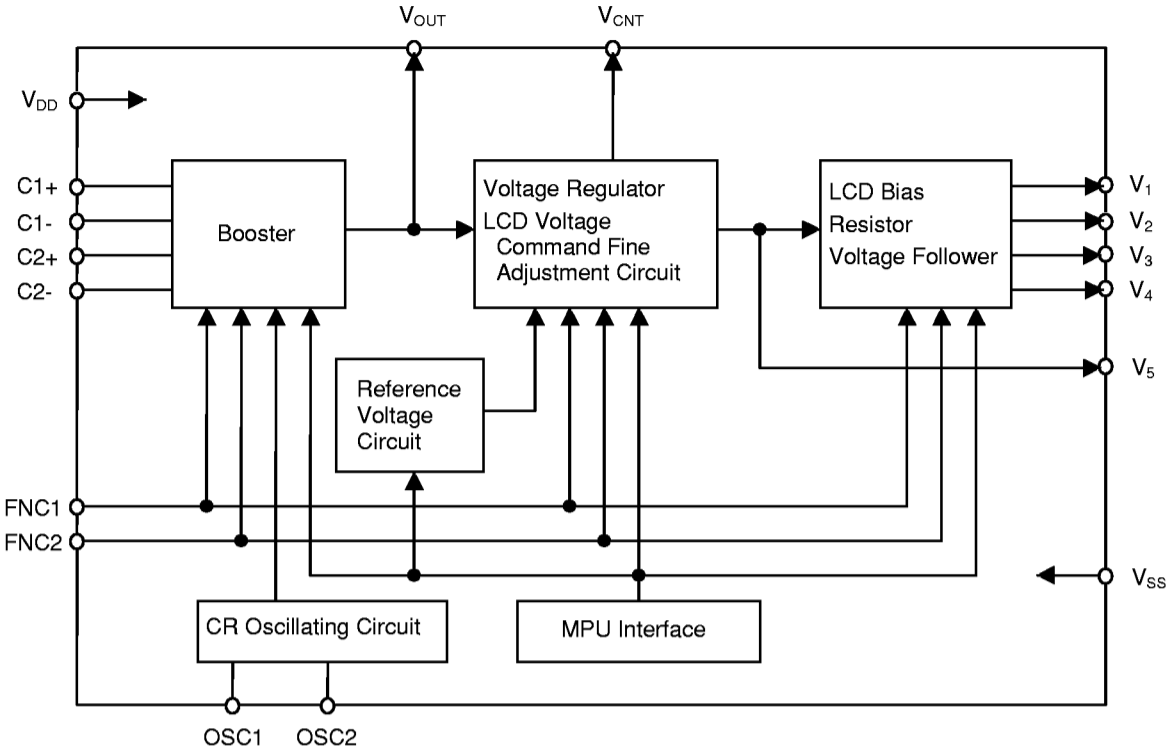 VOUT
VCNT
VDD
C1+
C1-
C2+
C2-
Booster
Voltage Regulator
LCD Voltage
Command Fine
Adjustment Circuit
LCD Bias
Resistor
Voltage Follower
V1
V2
V3
V4
V5
Reference
Voltage
Circuit
FNC1
FNC2
VSS
CR Oscillating Circuit
MPU Interface
OSC1
OSC2